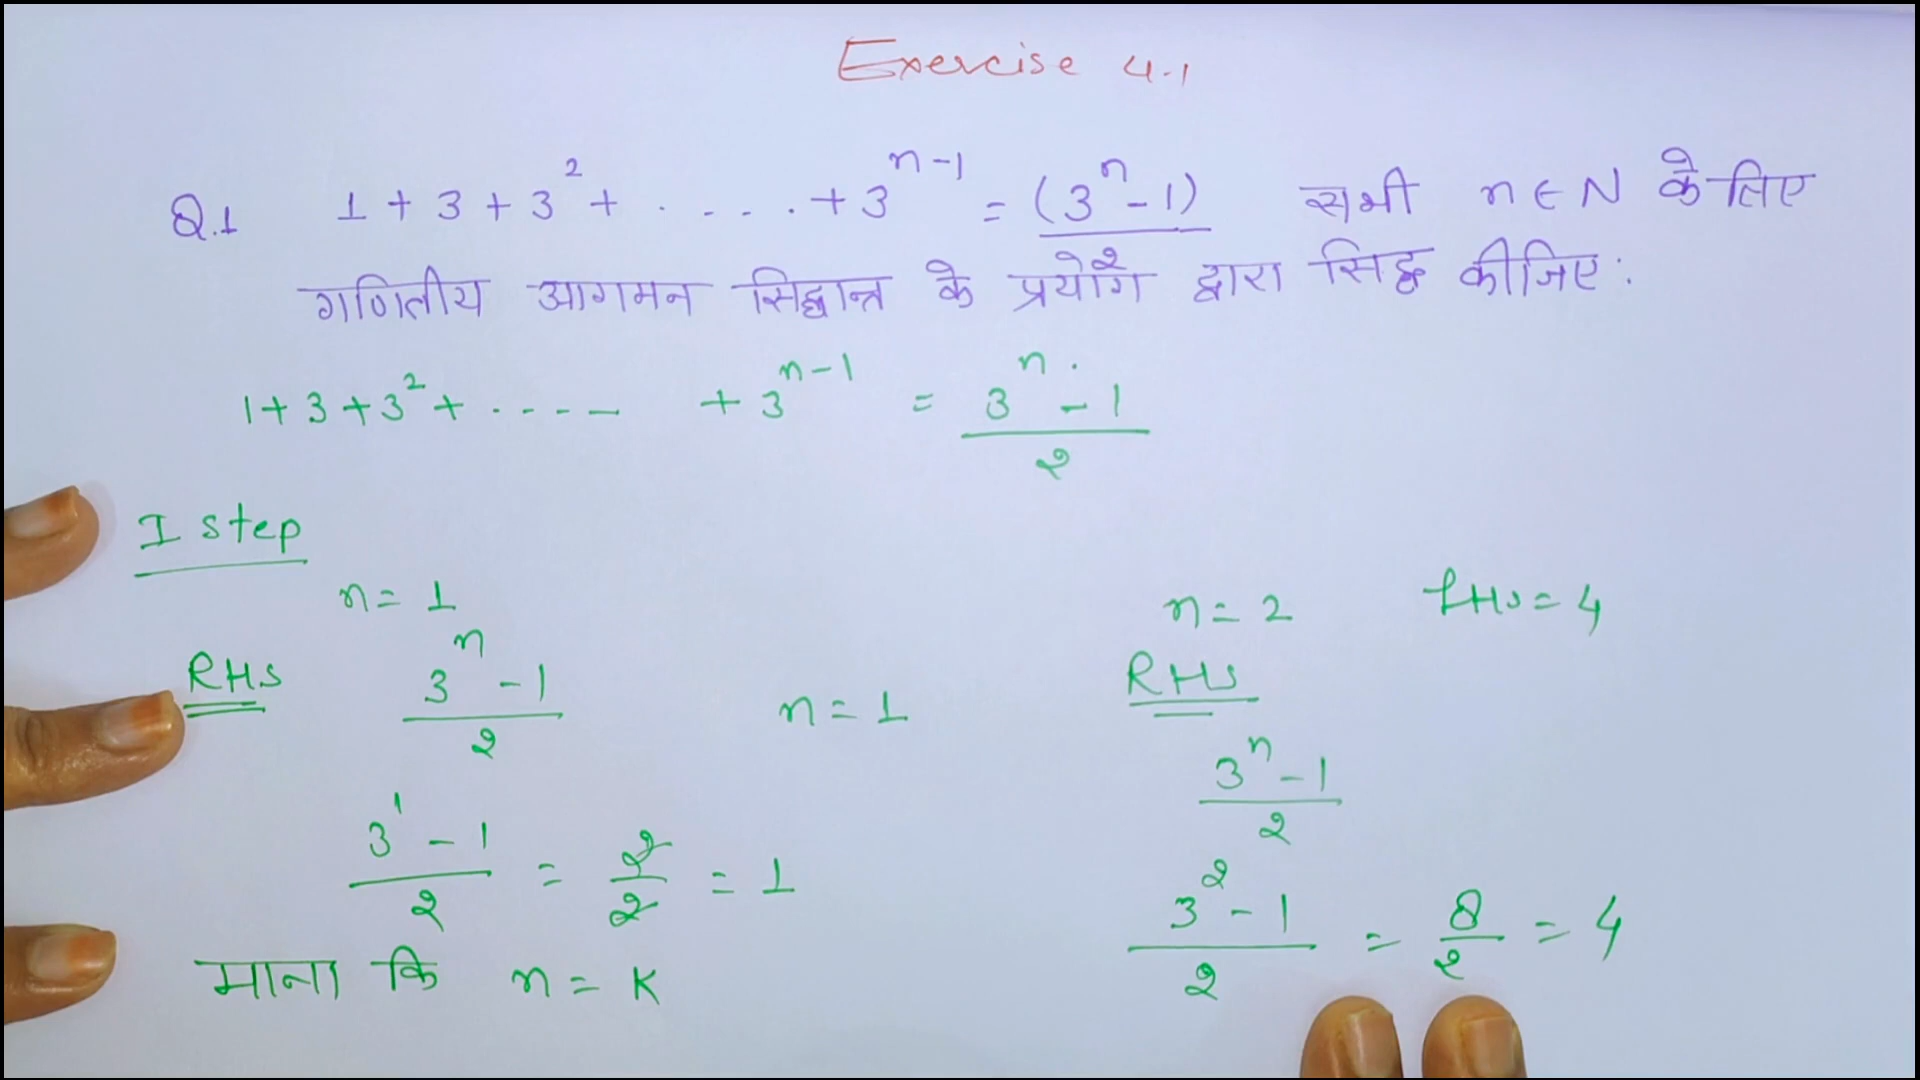 Exercise 4.1
Q.1 1 + 3 + 3² + . - - - . + 3ⁿ⁻¹ = (3ⁿ - 1) / 2 सभी n ∈ N के लिए
गणितीय आगमन सिद्धान्त के प्रयोग द्वारा सिद्ध कीजिए :
1 + 3 + 3² + . - - - - + 3ⁿ⁻¹ = (3ⁿ - 1) / 2
I step
n = 1
RHS (3ⁿ - 1) / 2 n = 1
(3¹ - 1) / 2 = 2/2 = 1
माना कि n = K
n = 2 LHS = 4
RHS
(3ⁿ - 1) / 2
(3² - 1) / 2 = 8/2 = 4